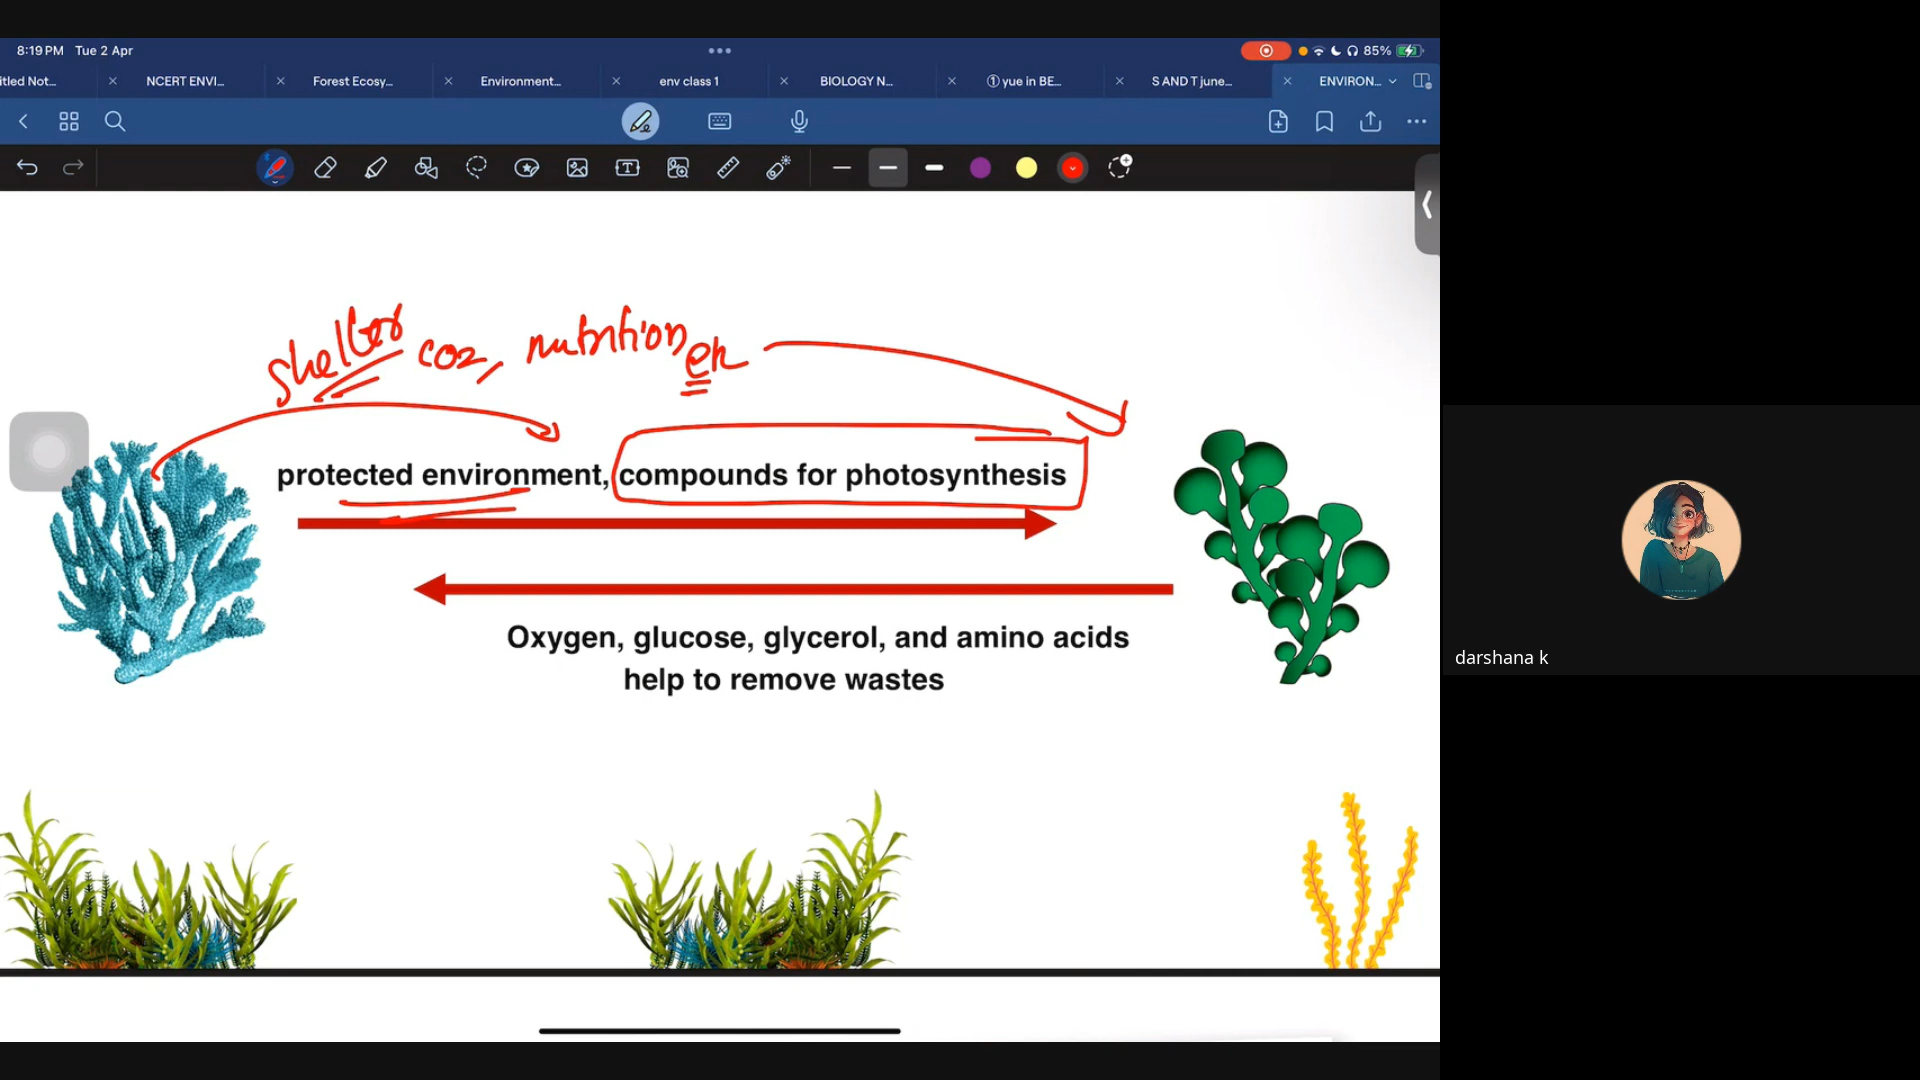 8:19 PM Tue 2 Apr
85%
itled Not...
NCERT ENVI...
Forest Ecosy...
Environment...
env class 1
BIOLOGY N...
① yue in BE...
S AND T june...
ENVIRON...
shelter co2, nutrition
protected environment, compounds for photosynthesis
Oxygen, glucose, glycerol, and amino acids
help to remove wastes
darshana k